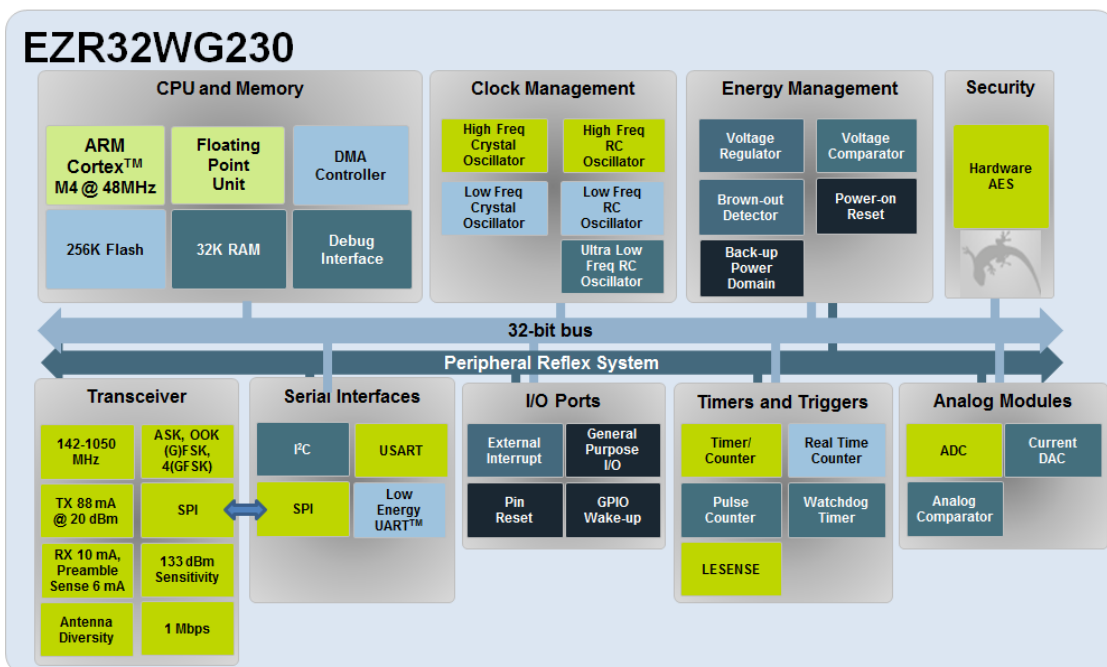 EZR32WG230
CPU and Memory
ARM
Cortex™
M4 @ 48MHz
Floating
Point
Unit
DMA
Controller
256K Flash
32K RAM
Debug
Interface
Clock Management
High Freq
Crystal
Oscillator
High Freq
RC
Oscillator
Low Freq
Crystal
Oscillator
Low Freq
RC
Oscillator
Ultra Low
Freq RC
Oscillator
Energy Management
Voltage
Regulator
Voltage
Comparator
Brown-out
Detector
Power-on
Reset
Back-up
Power
Domain
Security
Hardware
AES
32-bit bus
Peripheral Reflex System
Transceiver
142-1050
MHz
ASK, OOK
(G)FSK,
4(GFSK)
TX 88 mA
@ 20 dBm
SPI
RX 10 mA,
Preamble
Sense 6 mA
133 dBm
Sensitivity
Antenna
Diversity
1 Mbps
Serial Interfaces
I²C
USART
SPI
Low
Energy
UART™
I/O Ports
External
Interrupt
General
Purpose
I/O
Pin
Reset
GPIO
Wake-up
Timers and Triggers
Timer/
Counter
Real Time
Counter
Pulse
Counter
Watchdog
Timer
LESENSE
Analog Modules
ADC
Current
DAC
Analog
Comparator